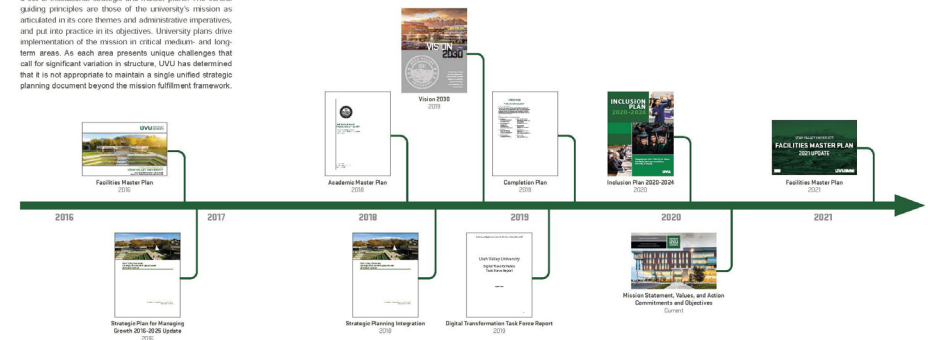 guiding principles are those of the university's mission as
articulated in its core themes and administrative imperatives,
and put into practice in its objectives. University plans drive
implementation of the mission in critical medium- and long-
term areas. As each area presents unique challenges that
call for significant variation in structure, UVU has determined
that it is not appropriate to maintain a single unified strategic
planning document beyond the mission fulfillment framework.
VISION
2030
Vision 2030
2019
UVU
Facilities Master Plan
2016
Academic Master Plan
2018
Completion Plan
2019
INCLUSION
PLAN
2020-2024
UVU
Inclusion Plan 2020-2024
2020
UTAH VALLEY UNIVERSITY
FACILITIES MASTER PLAN
2021 UPDATE
UVU
Facilities Master Plan
2021
2016
2017
2018
2019
2020
2021
Strategic Plan for Managing
Growth 2016-2025 Update
2016
Strategic Planning Integration
2018
Utah Valley University
Digital Transformation
Task Force Report
Digital Transformation Task Force Report
2019
Mission Statement, Values, and Action
Commitments and Objectives
Current